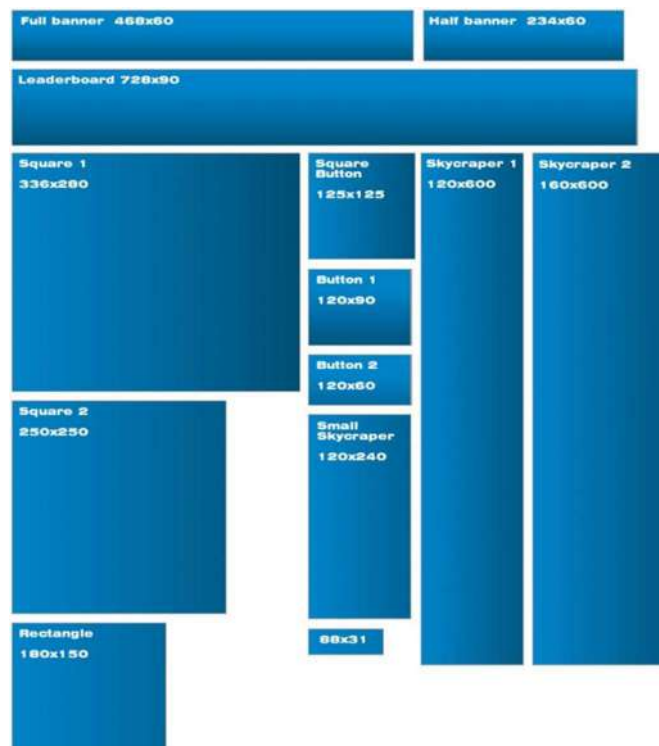 Full banner 468x60
Half banner 234x60
Leaderboard 728x90
Square 1
336x280
Square
Button
125x125
Skycraper 1
120x600
Skycraper 2
160x600
Button 1
120x90
Button 2
120x60
Square 2
250x250
Small
Skycraper
120x240
Rectangle
180x150
88x31